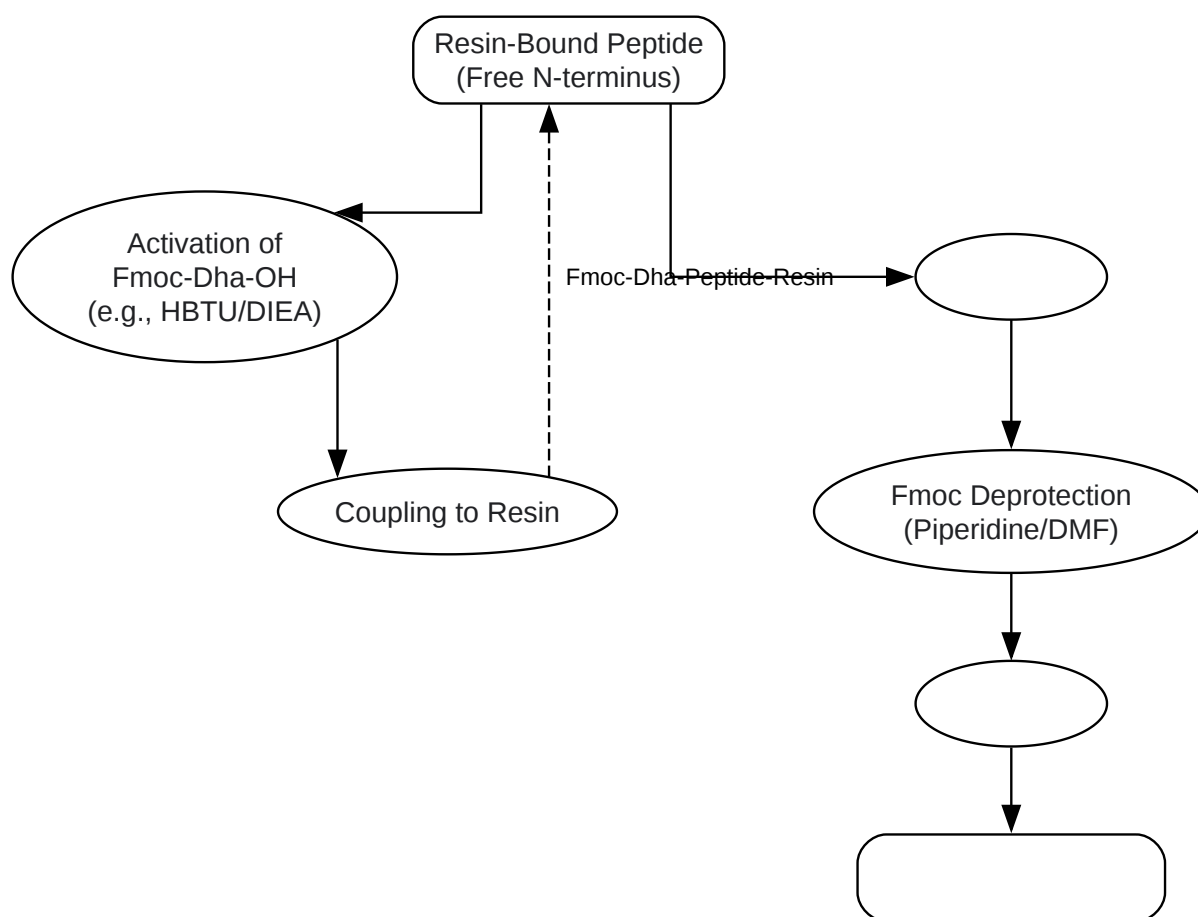 Resin-Bound Peptide
(Free N-terminus)
Activation of
Fmoc-Dha-OH
(e.g., HBTU/DIEA)
Fmoc-Dha-Peptide-Resin
Coupling to Resin
Fmoc Deprotection
(Piperidine/DMF)